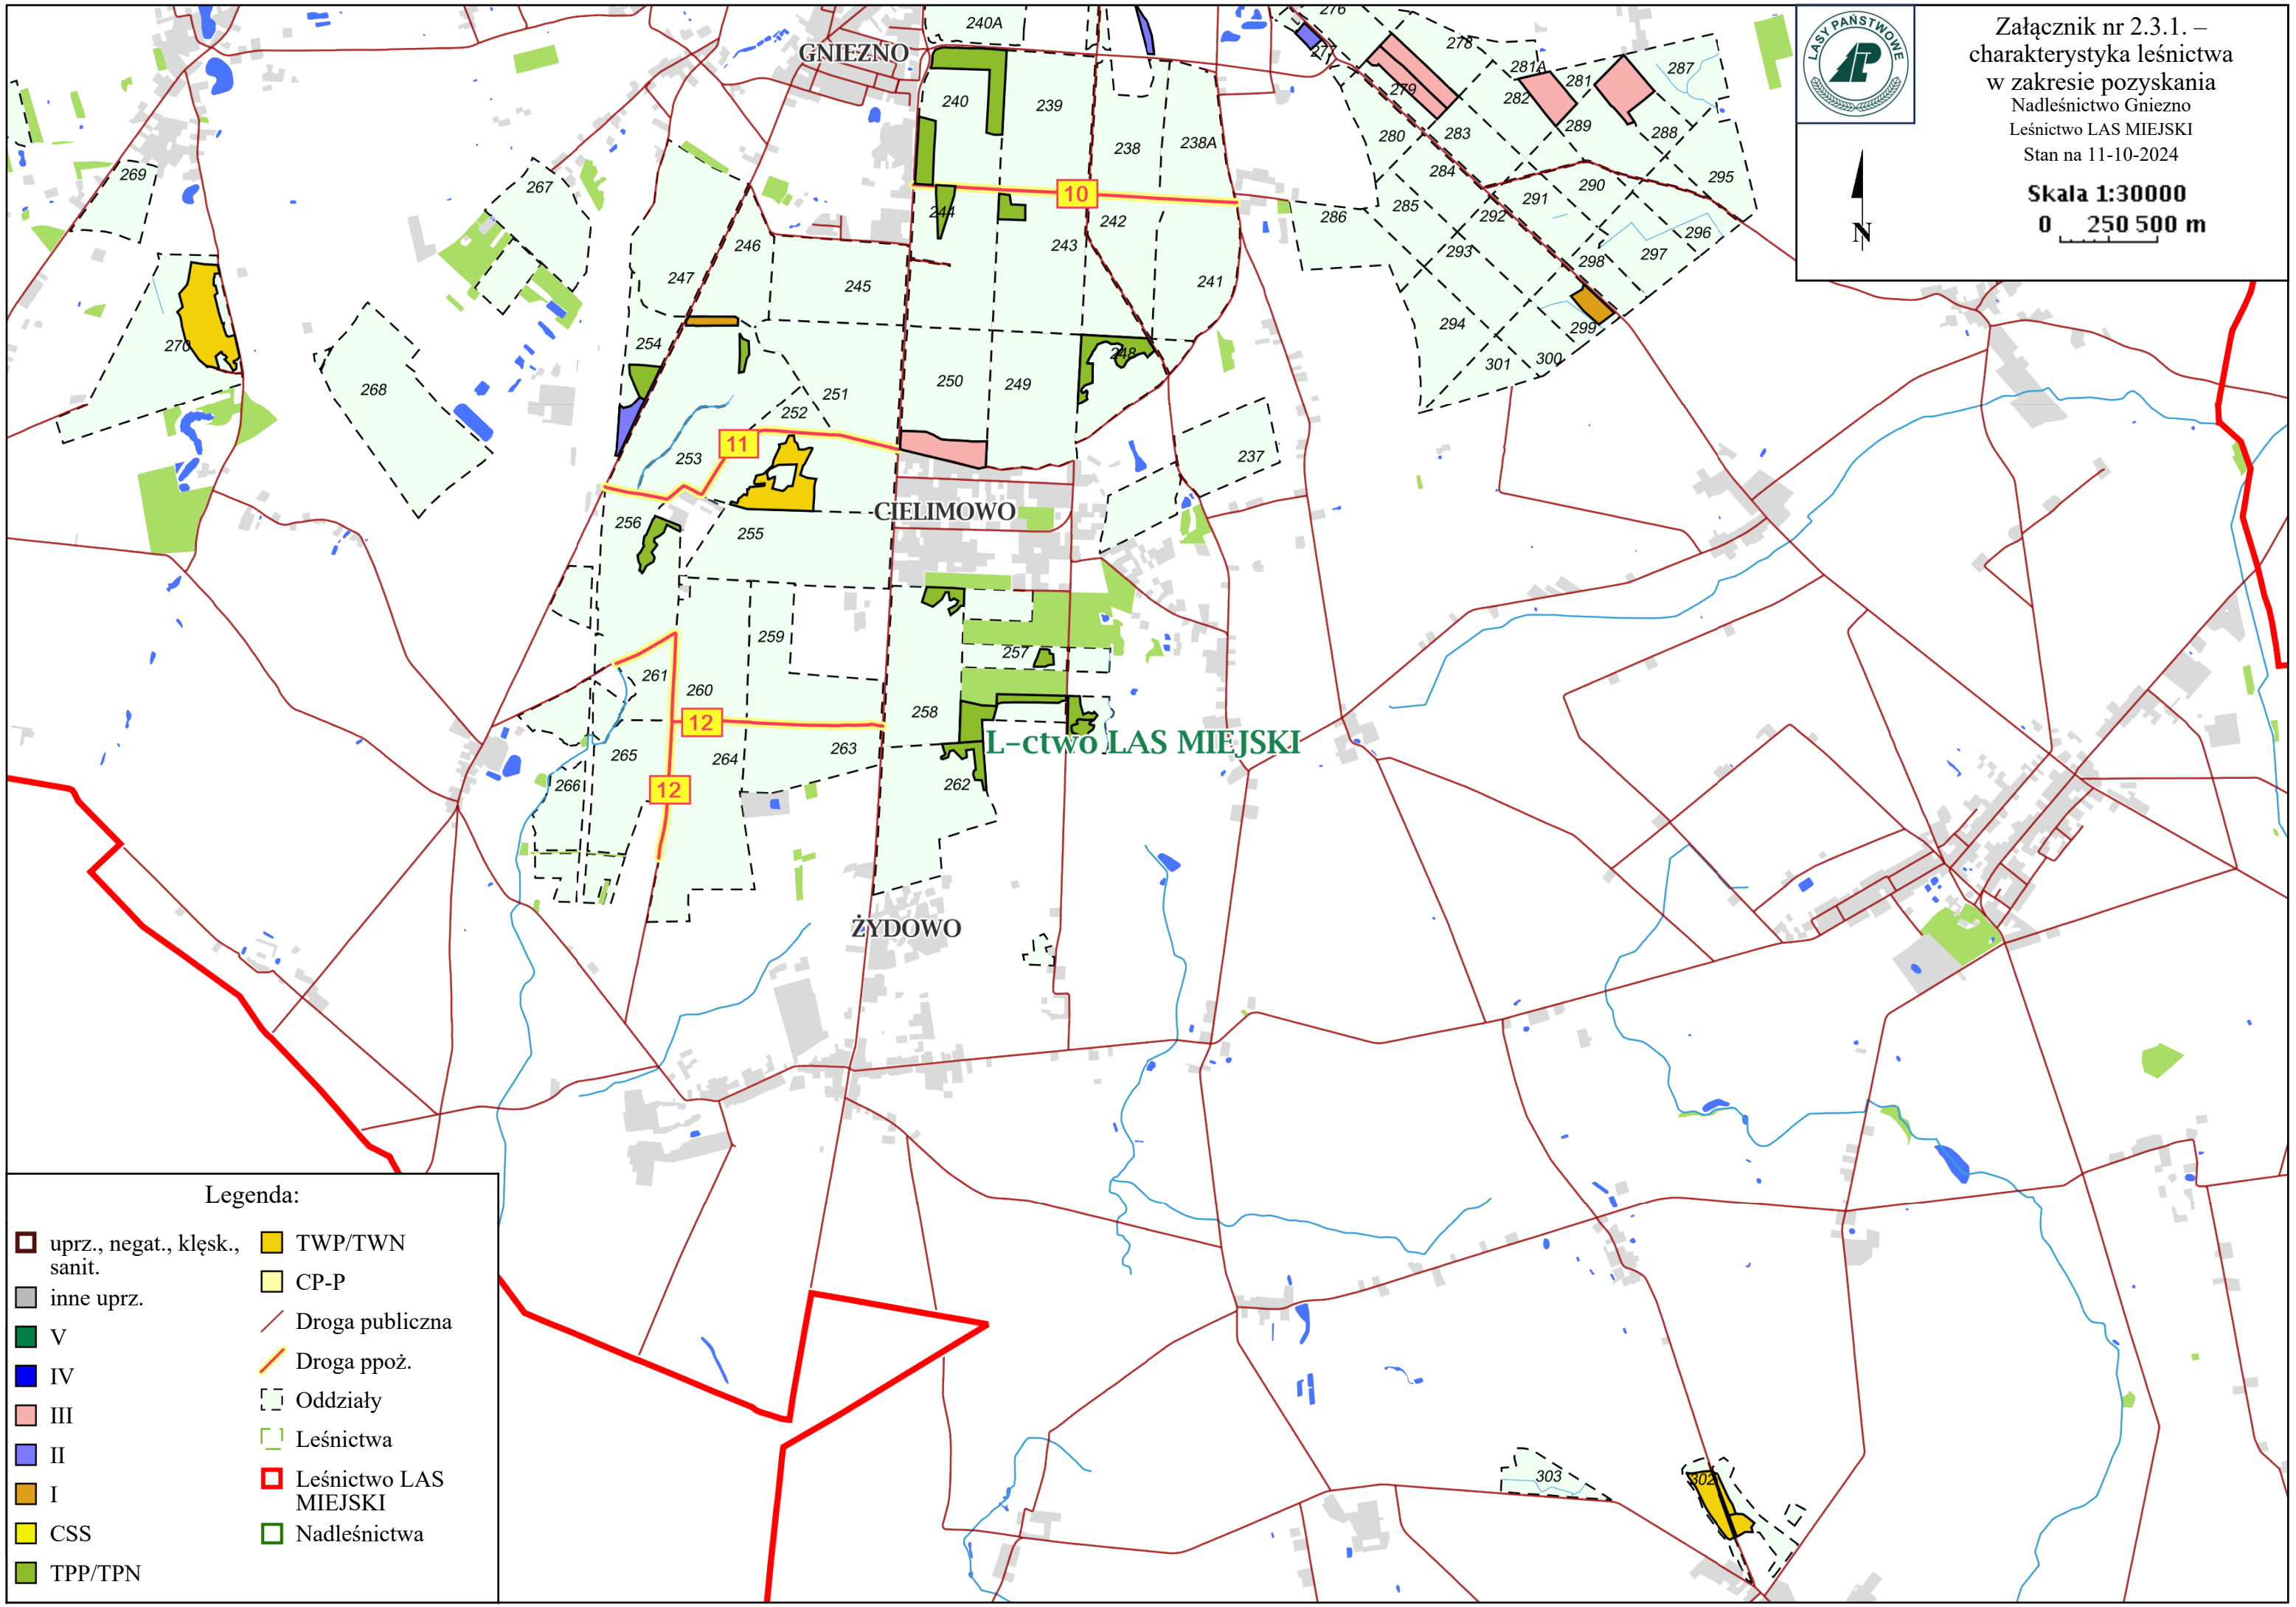 Załącznik nr 2.3.1. –
charakterystyka leśnictwa
w zakresie pozyskania
Nadleśnictwo Gniezno
Leśnictwo LAS MIEJSKI
Stan na 11-10-2024
Skala 1:30000
0 250 500 m
N
LASY PAŃSTWOWE
GNIEZNO
240A
276
277
278
279
281A
281
282
287
240
239
238
238A
280
283
289
288
269
267
284
295
10
244
242
243
286
285
292
291
290
246
247
245
241
293
298
297
296
270
254
294
299
301
300
268
250
249
248
251
252
11
253
237
256
255
CIELIMOWO
259
257
261
260
258
12
L-ctwo LAS MIEJSKI
265
264
263
266
12
262
ŻYDOWO
303
302
Legenda:
uprz., negat., klęsk.,
sanit.
inne uprz.
V
IV
III
II
I
CSS
TPP/TPN
TWP/TWN
CP-P
Droga publiczna
Droga ppoż.
Oddziały
Leśnictwa
Leśnictwo LAS
MIEJSKI
Nadleśnictwa